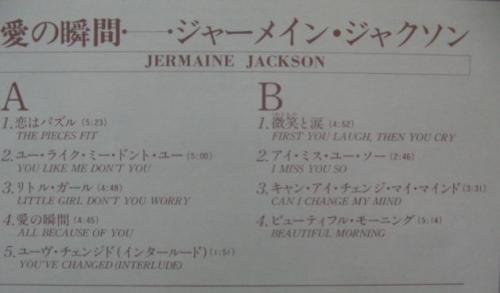 愛の瞬間・―・ジャーメイン・ジャクソン
JERMAINE JACKSON
A
1.恋はパズル (5:23)
THE PIECES FIT
2.ユー・ライク・ミー・ドント・ユー (5:00)
YOU LIKE ME DON'T YOU
3.リトル・ガール (4:48)
LITTLE GIRL DON'T YOU WORRY
4.愛の瞬間 (4:45)
ALL BECAUSE OF YOU
5.ユーヴ・チェンジド(インタールード) (1:51)
YOU'VE CHANGED (INTERLUDE)
B
1.微笑と涙 (4:52)
FIRST YOU LAUGH, THEN YOU CRY
2.アイ・ミス・ユー・ソー (2:46)
I MISS YOU SO
3.キャン・アイ・チェンジ・マイ・マインド (3:31)
CAN I CHANGE MY MIND
4.ビューティフル・モーニング (5:14)
BEAUTIFUL MORNING